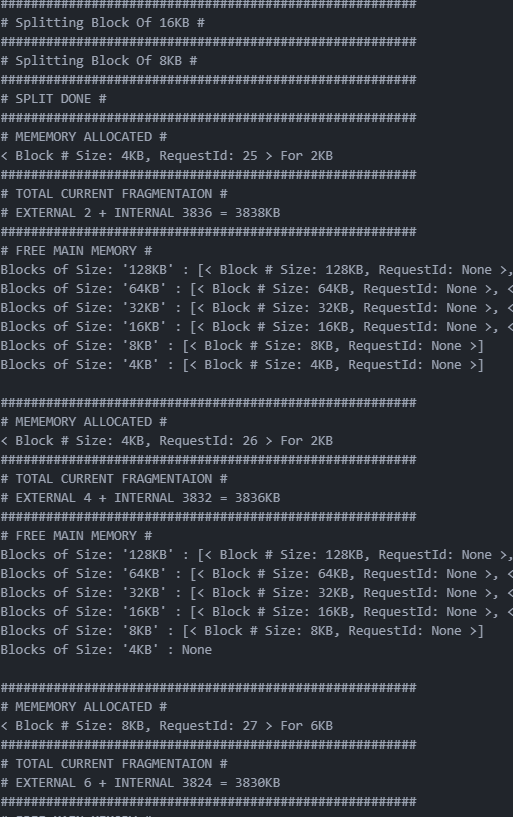 #######################################################
# Splitting Block Of 16KB #
#######################################################
# Splitting Block Of 8KB #
#######################################################
# SPLIT DONE #
#######################################################
# MEMEMORY ALLOCATED #
< Block # Size: 4KB, RequestId: 25 > For 2KB
#######################################################
# TOTAL CURRENT FRAGMENTAION #
# EXTERNAL 2 + INTERNAL 3836 = 3838KB
#######################################################
# FREE MAIN MEMORY #
Blocks of Size: '128KB' : [< Block # Size: 128KB, RequestId: None >,
Blocks of Size: '64KB' : [< Block # Size: 64KB, RequestId: None >, <
Blocks of Size: '32KB' : [< Block # Size: 32KB, RequestId: None >, <
Blocks of Size: '16KB' : [< Block # Size: 16KB, RequestId: None >, <
Blocks of Size: '8KB' : [< Block # Size: 8KB, RequestId: None >]
Blocks of Size: '4KB' : [< Block # Size: 4KB, RequestId: None >]
#######################################################
# MEMEMORY ALLOCATED #
< Block # Size: 4KB, RequestId: 26 > For 2KB
#######################################################
# TOTAL CURRENT FRAGMENTAION #
# EXTERNAL 4 + INTERNAL 3832 = 3836KB
#######################################################
# FREE MAIN MEMORY #
Blocks of Size: '128KB' : [< Block # Size: 128KB, RequestId: None >,
Blocks of Size: '64KB' : [< Block # Size: 64KB, RequestId: None >, <
Blocks of Size: '32KB' : [< Block # Size: 32KB, RequestId: None >, <
Blocks of Size: '16KB' : [< Block # Size: 16KB, RequestId: None >, <
Blocks of Size: '8KB' : [< Block # Size: 8KB, RequestId: None >]
Blocks of Size: '4KB' : None
#######################################################
# MEMEMORY ALLOCATED #
< Block # Size: 8KB, RequestId: 27 > For 6KB
#######################################################
# TOTAL CURRENT FRAGMENTAION #
# EXTERNAL 6 + INTERNAL 3824 = 3830KB
#######################################################